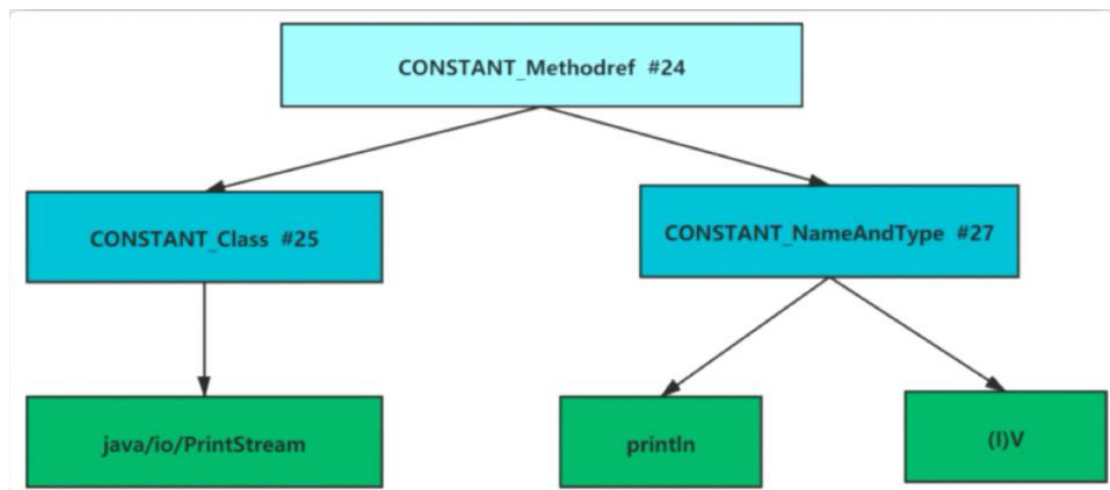 CONSTANT_Methodref #24
CONSTANT_Class #25
CONSTANT_NameAndType #27
java/io/PrintStream
println
(I)V